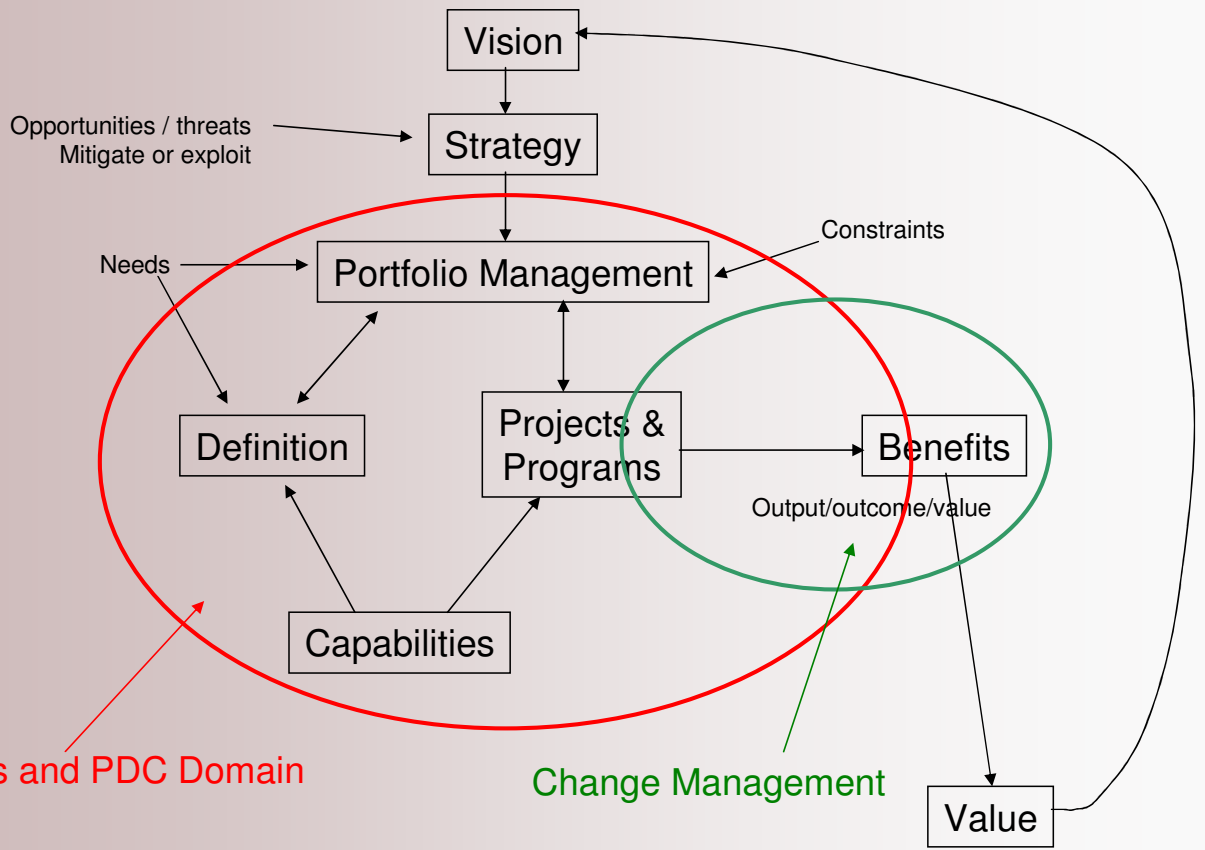 Vision
Opportunities / threats
Mitigate or exploit
Strategy
Constraints
Needs
Portfolio Management
Projects &
Programs
Definition
Benefits
Output/outcome/value
Capabilities
and PDC Domain
Change Management
Value